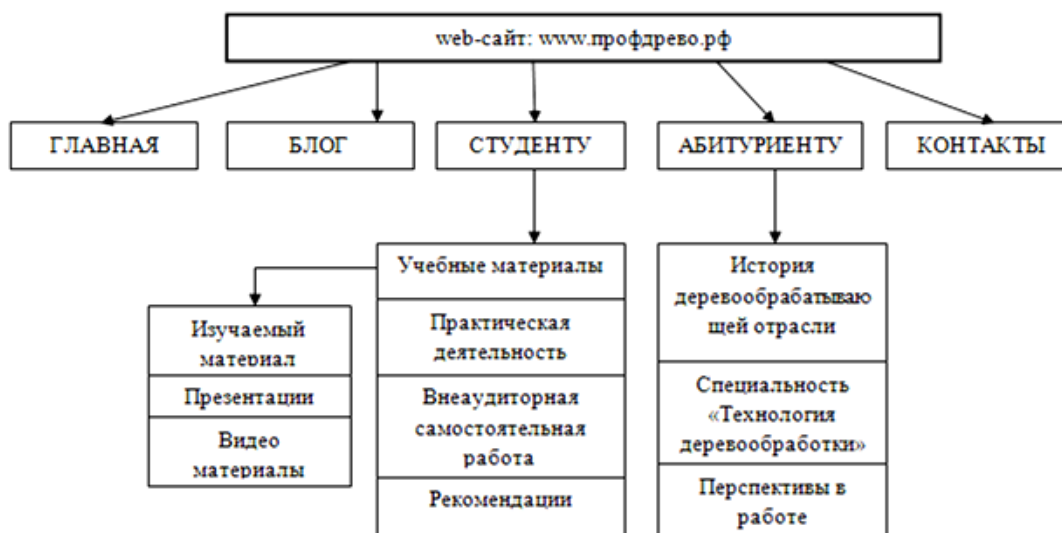 web-сайт: www.профдрево.рф
ГЛАВНАЯ
БЛОГ
СТУДЕНТУ
АБИТУРИЕНТУ
КОНТАКТЫ
Изучаемый
материал
Презентации
Видео
материалы
Учебные материалы
Практическая
деятельность
Внеаудиторная
самостоятельная
работа
Рекомендации
История
деревообрабатываю
щей отрасли
Специальность
«Технология
деревообработки»
Перспективы в
работе